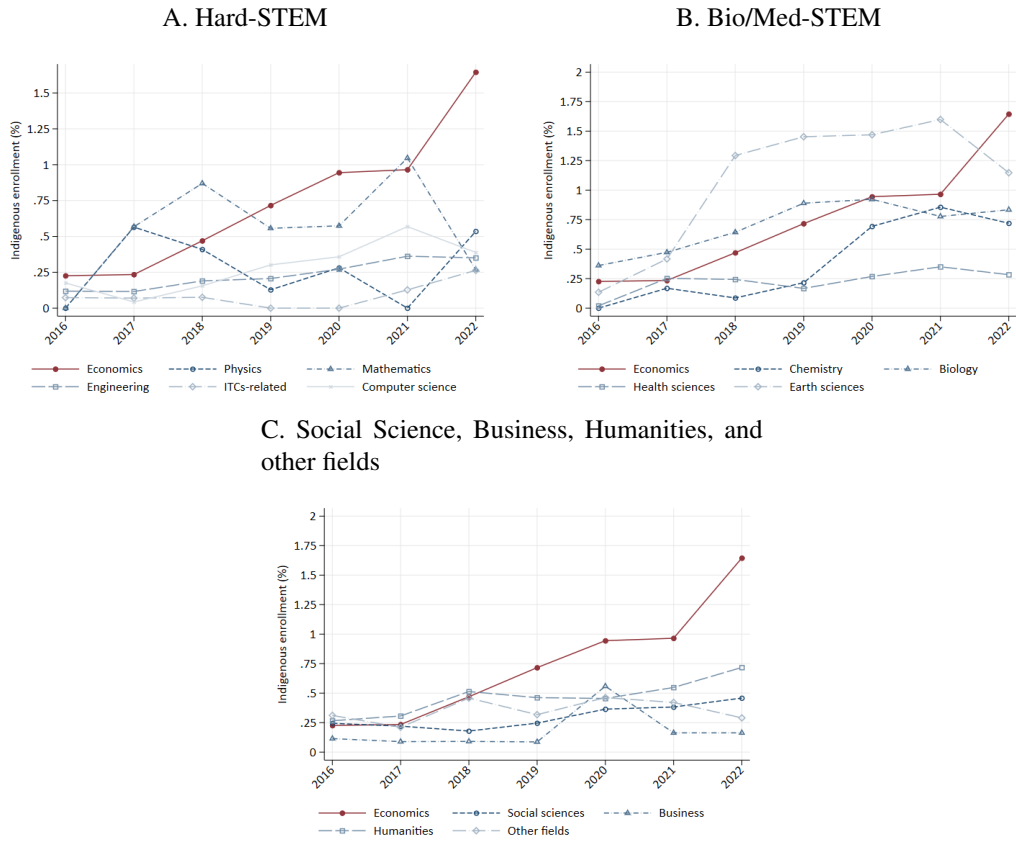 A. Hard-STEM
Indigenous enrollment (%)
1.5
1.25
1
.75
.5
.25
0
2016 2017 2018 2019 2020 2021 2022
Economics Physics Mathematics
Engineering ITCs-related Computer science
B. Bio/Med-STEM
Indigenous enrollment (%)
2
1.75
1.5
1.25
1
.75
.5
.25
0
2016 2017 2018 2019 2020 2021 2022
Economics Chemistry Biology
Health sciences Earth sciences
C. Social Science, Business, Humanities, and
other fields
Indigenous enrollment (%)
2
1.75
1.5
1.25
1
.75
.5
.25
0
2016 2017 2018 2019 2020 2021 2022
Economics Social sciences Business
Humanities Other fields